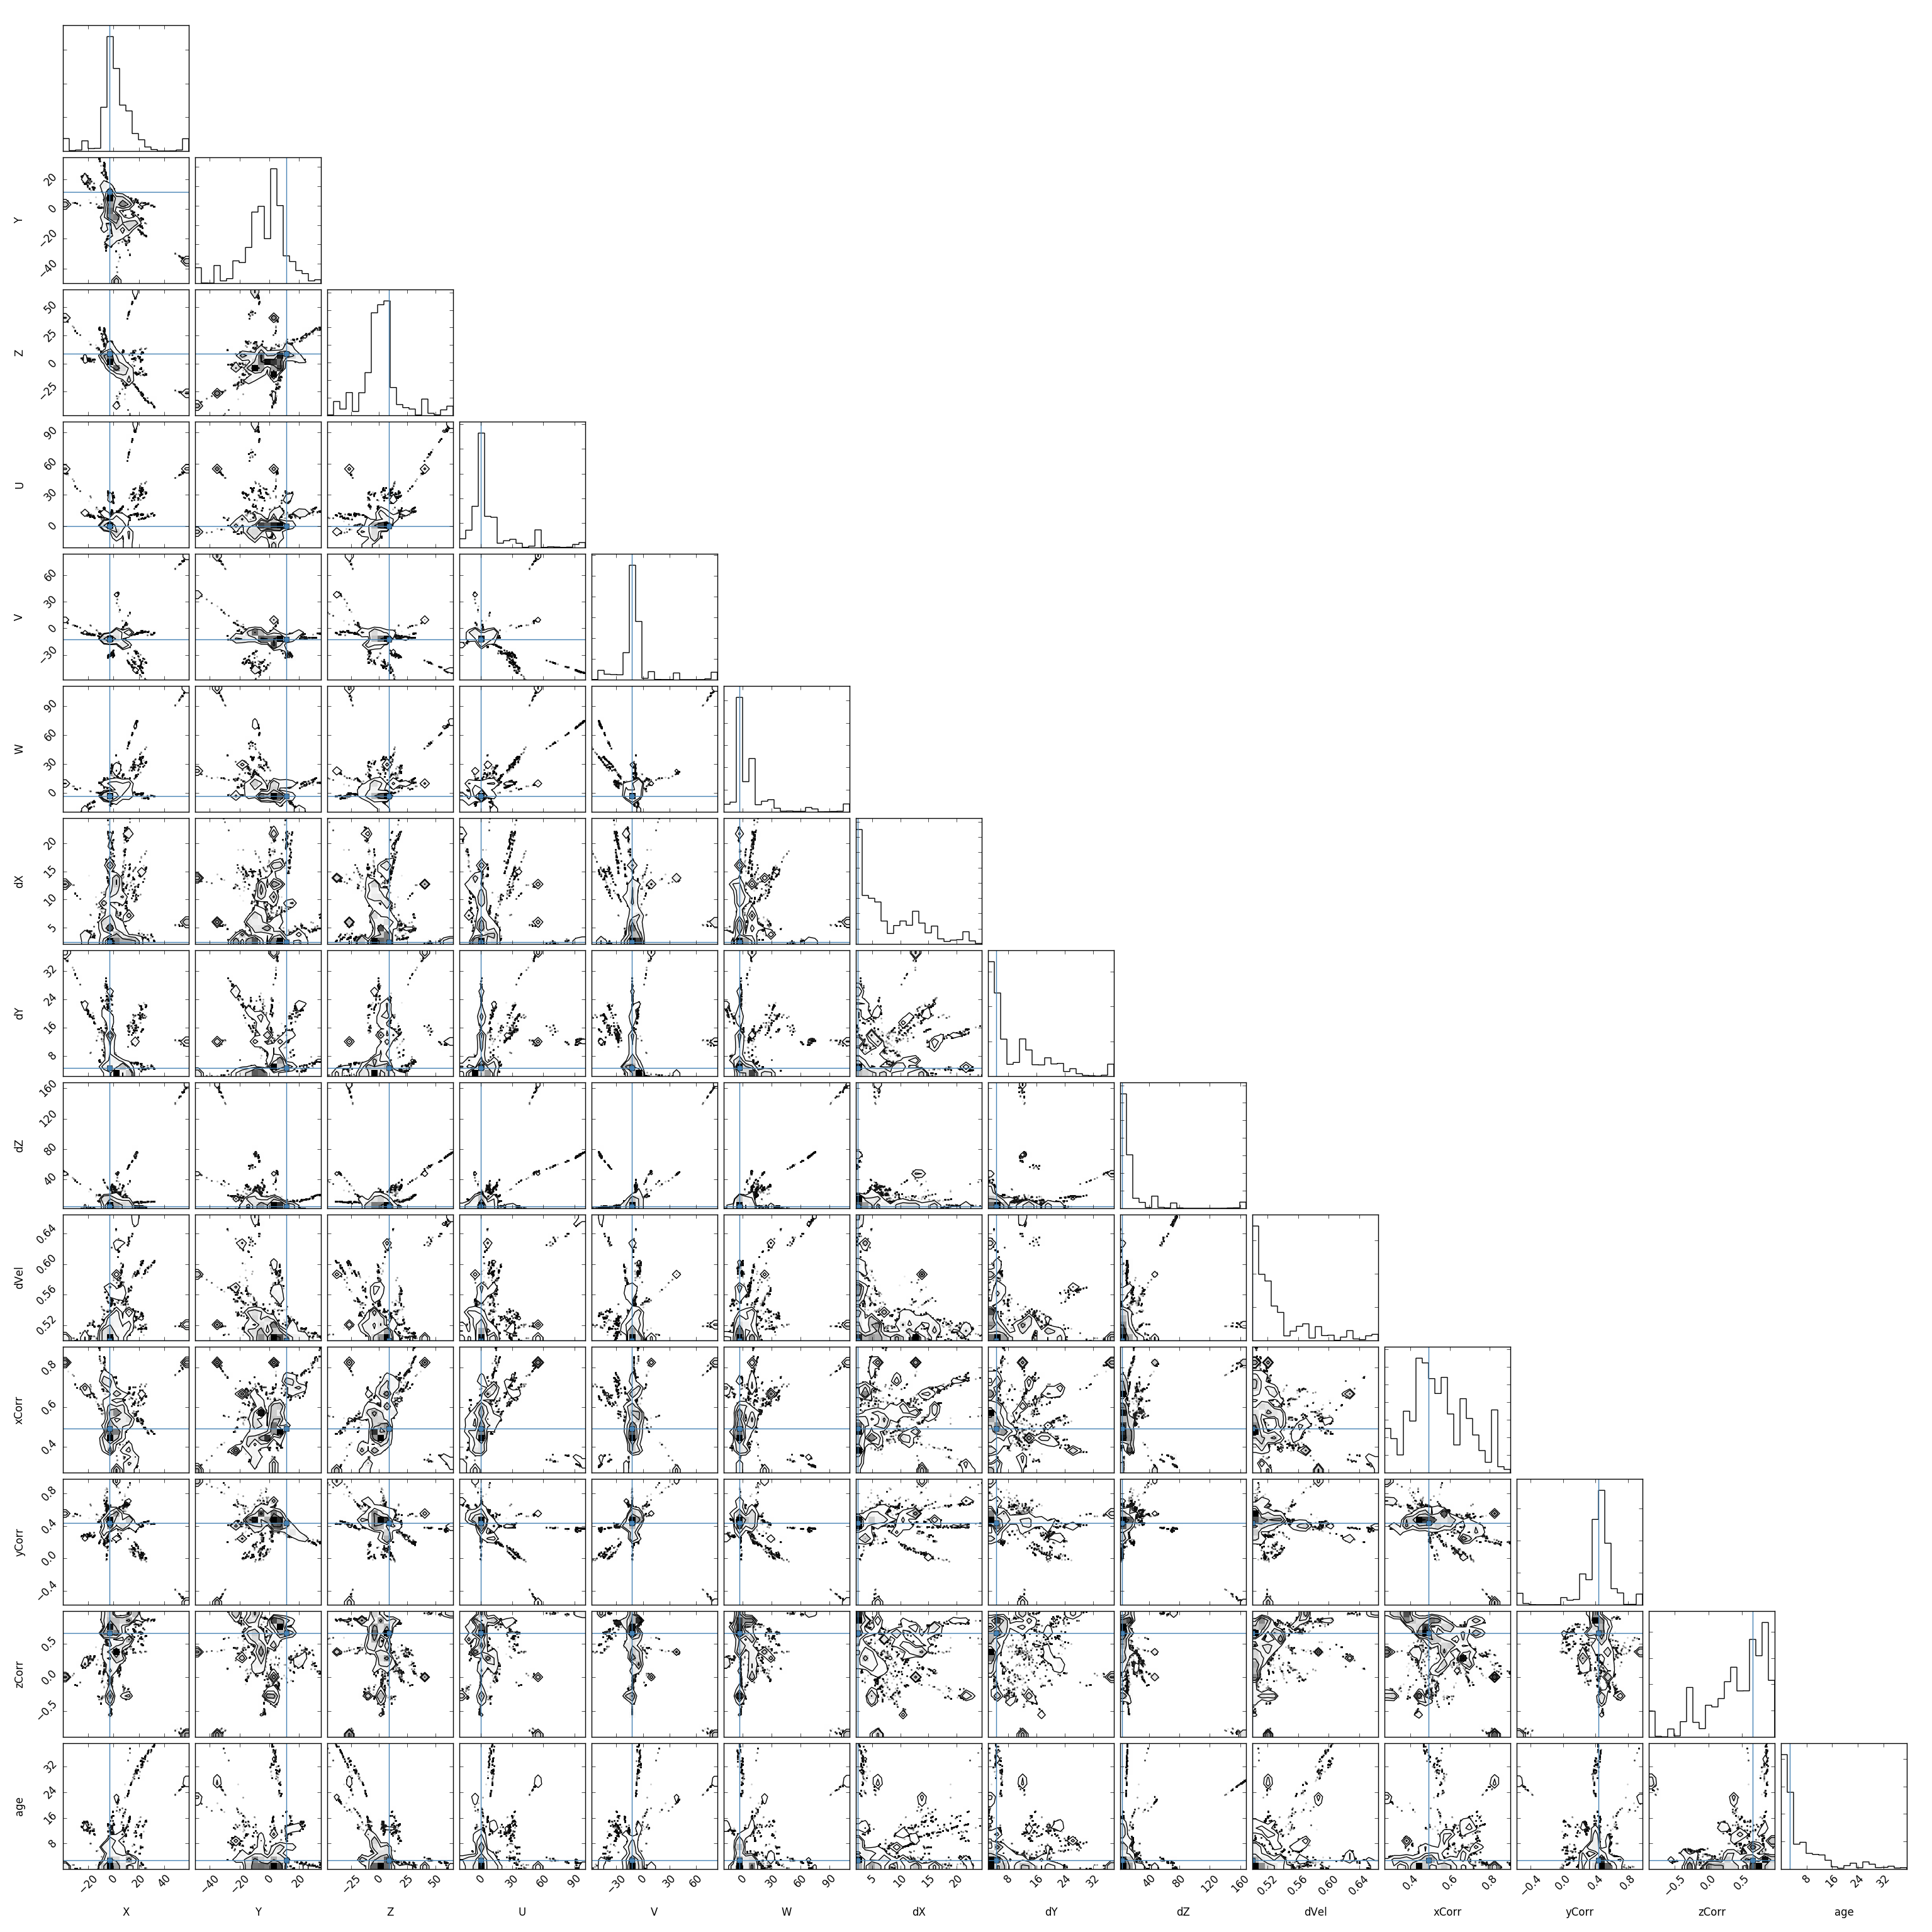 Y
20
0
−20
−40
Z
50
25
0
−25
U
90
60
30
0
V
60
30
0
−30
W
90
60
30
0
dX
20
15
10
5
dY
32
24
16
8
dZ
160
120
80
40
dVel
0.64
0.60
0.56
0.52
xCorr
0.8
0.6
0.4
yCorr
0.8
0.4
0.0
−0.4
zCorr
0.5
0.0
−0.5
age
32
24
16
8
−20 0 20 40
−40 −20 0 20
−25 0 25 50
0 30 60 90
−30 0 30 60
0 30 60 90
5 10 15 20
8 16 24 32
40 80 120 160
0.52 0.56 0.60 0.64
0.4 0.6 0.8
−0.4 0.0 0.4 0.8
−0.5 0.0 0.5
8 16 24 32
X Y Z U V W dX dY dZ dVel xCorr yCorr zCorr age